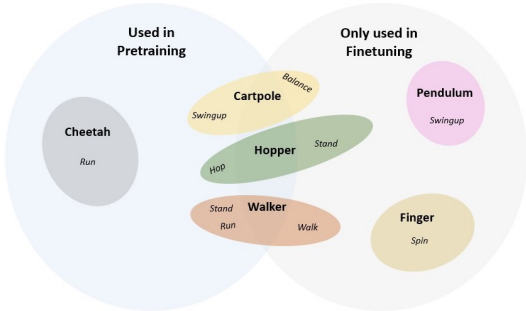 Used in
Pretraining
Only used in
Finetuning
Cheetah
Run
Cartpole
Balance
Swingup
Hopper
Stand
Hop
Walker
Stand
Run
Walk
Pendulum
Swingup
Finger
Spin